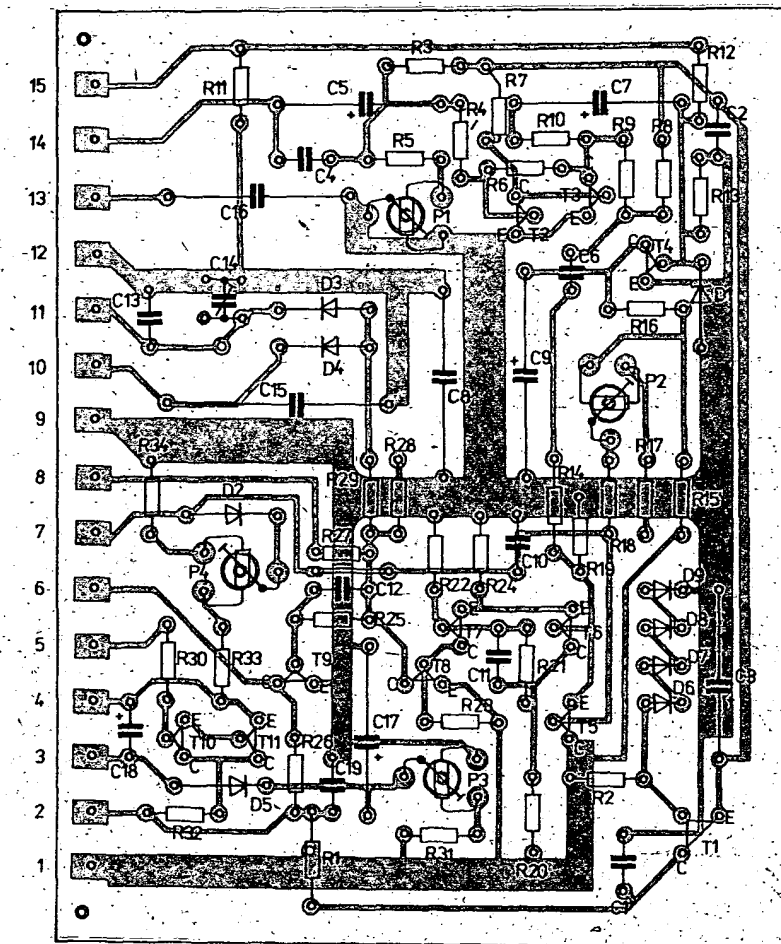 R3
R12
R11
C5
R7
C7
C2
15
R4
R10
R9
R8
14
R5
C4
R6
C
T3
R13
13
C16
P1
E
T2
E
C6
C
T4
12
C14
D3
E
D1
C13
11
R16
D4
10
C15
C8
C9
P2
9
R34
R28
R14
R17
8
D2
R29
R15
R27
R18
7
C10
R19
P4
R22
R24
D9
6
C12
R25
E
E
D8
T7
T6
5
R30
R33
T9
T8
C
C11
R21
C
D7
C
E
C
E
D6
4
E
E
R23
E
C3
T10
T11
R26
C17
T5
3
C18
C
C
C19
P3
C
D5
R2
2
R32
E
R31
T1
1
R1
R20
C